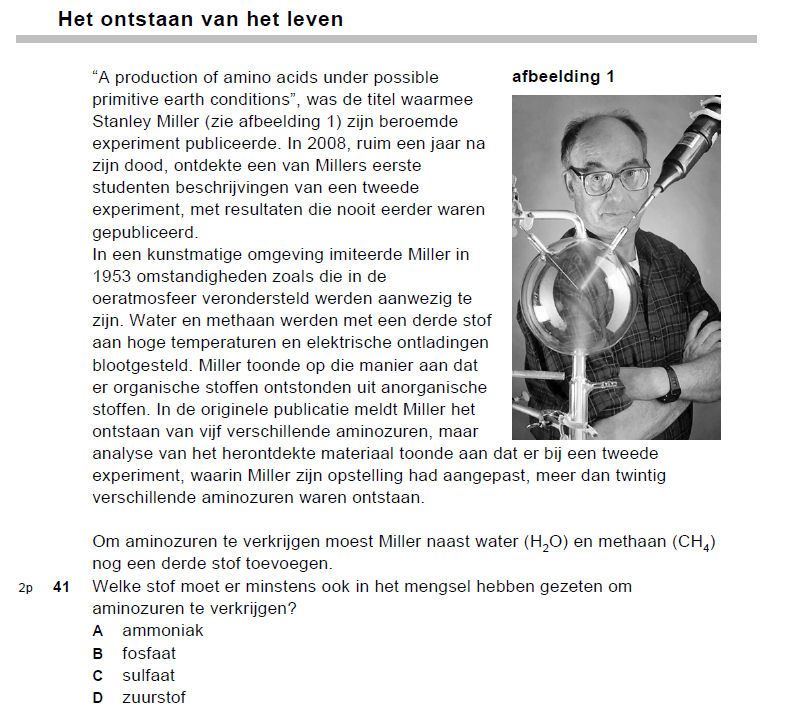 Het ontstaan van het leven
“A production of amino acids under possible
primitive earth conditions”, was de titel waarmee
Stanley Miller (zie afbeelding 1) zijn beroemde
experiment publiceerde. In 2008, ruim een jaar na
zijn dood, ontdekte een van Millers eerste
studenten beschrijvingen van een tweede
experiment, met resultaten die nooit eerder waren
gepubliceerd.
In een kunstmatige omgeving imiteerde Miller in
1953 omstandigheden zoals die in de
oeratmosfeer verondersteld werden aanwezig te
zijn. Water en methaan werden met een derde stof
aan hoge temperaturen en elektrische ontladingen
blootgesteld. Miller toonde op die manier aan dat
er organische stoffen ontstonden uit anorganische
stoffen. In de originele publicatie meldt Miller het
ontstaan van vijf verschillende aminozuren, maar
analyse van het herontdekte materiaal toonde aan dat er bij een tweede
experiment, waarin Miller zijn opstelling had aangepast, meer dan twintig
verschillende aminozuren waren ontstaan.
afbeelding 1
Om aminozuren te verkrijgen moest Miller naast water (H₂O) en methaan (CH₄)
nog een derde stof toevoegen.
2p 41 Welke stof moet er minstens ook in het mengsel hebben gezeten om
aminozuren te verkrijgen?
A ammoniak
B fosfaat
C sulfaat
D zuurstof